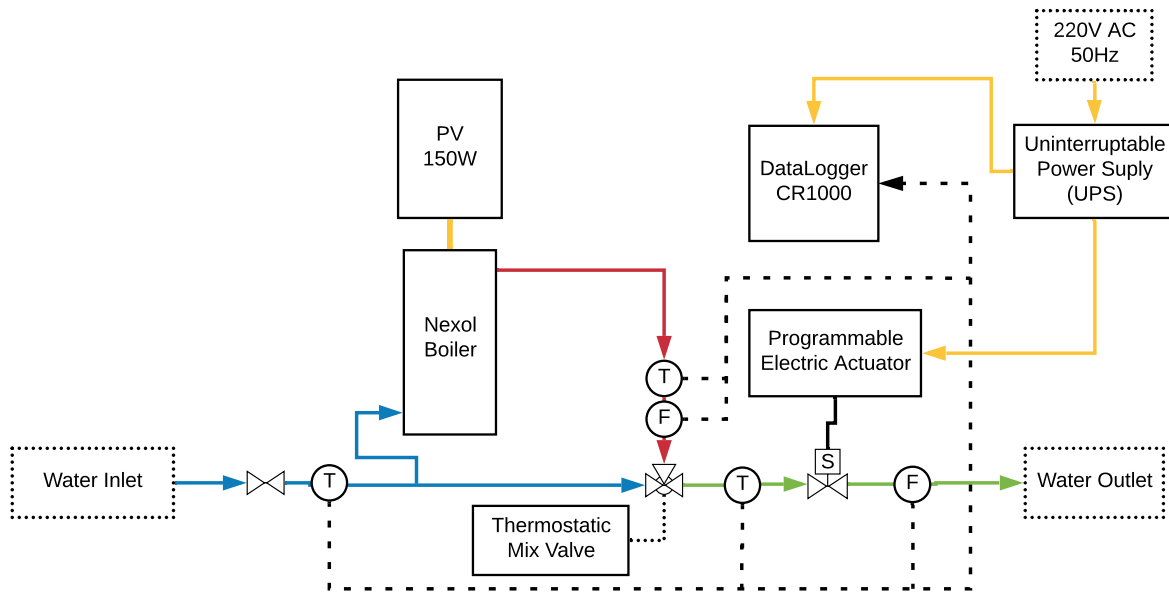 220V AC
50Hz
PV
150W
DataLogger
CR1000
Uninterruptable
Power Suply
(UPS)
Nexol
Boiler
Programmable
Electric Actuator
T
F
Water Inlet
T
T
S
F
Water Outlet
Thermostatic
Mix Valve